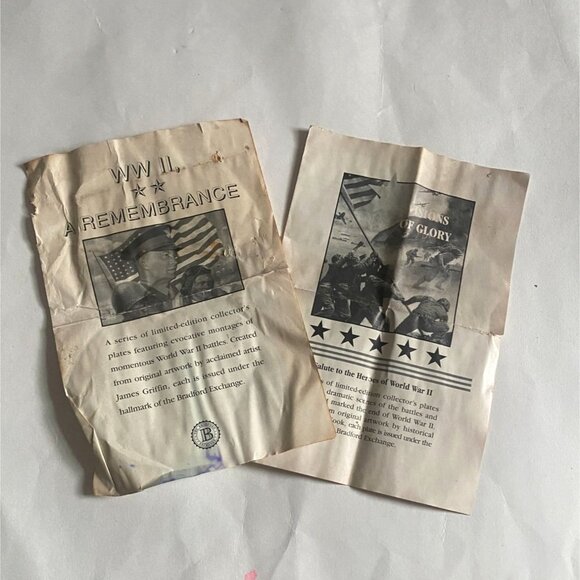 WW II
A REMEMBRANCE
A series of limited-edition collector's
plates featuring evocative montages of
momentous World War II battles. Created
from original artwork by acclaimed artist
James Griffin, each is issued under the
hallmark of the Bradford Exchange.
B
OF GLORY
to the Heroes of World War II
of limited-edition collector's plates
dramatic scenes of the battles and
marked the end of World War II.
original artwork by historical
each plate is issued under the
Bradford Exchange.